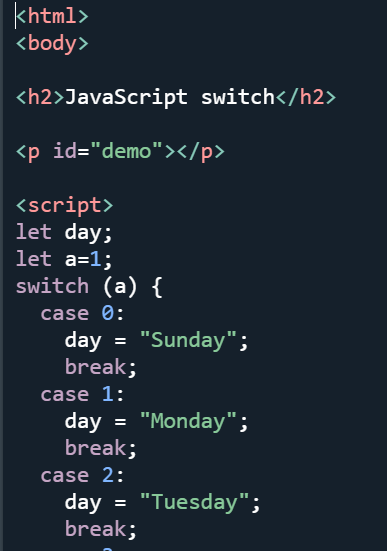 <html>
<body>
<h2>JavaScript switch</h2>
<p id="demo"></p>
<script>
let day;
let a=1;
switch (a) {
  case 0:
    day = "Sunday";
    break;
  case 1:
    day = "Monday";
    break;
  case 2:
    day = "Tuesday";
    break;